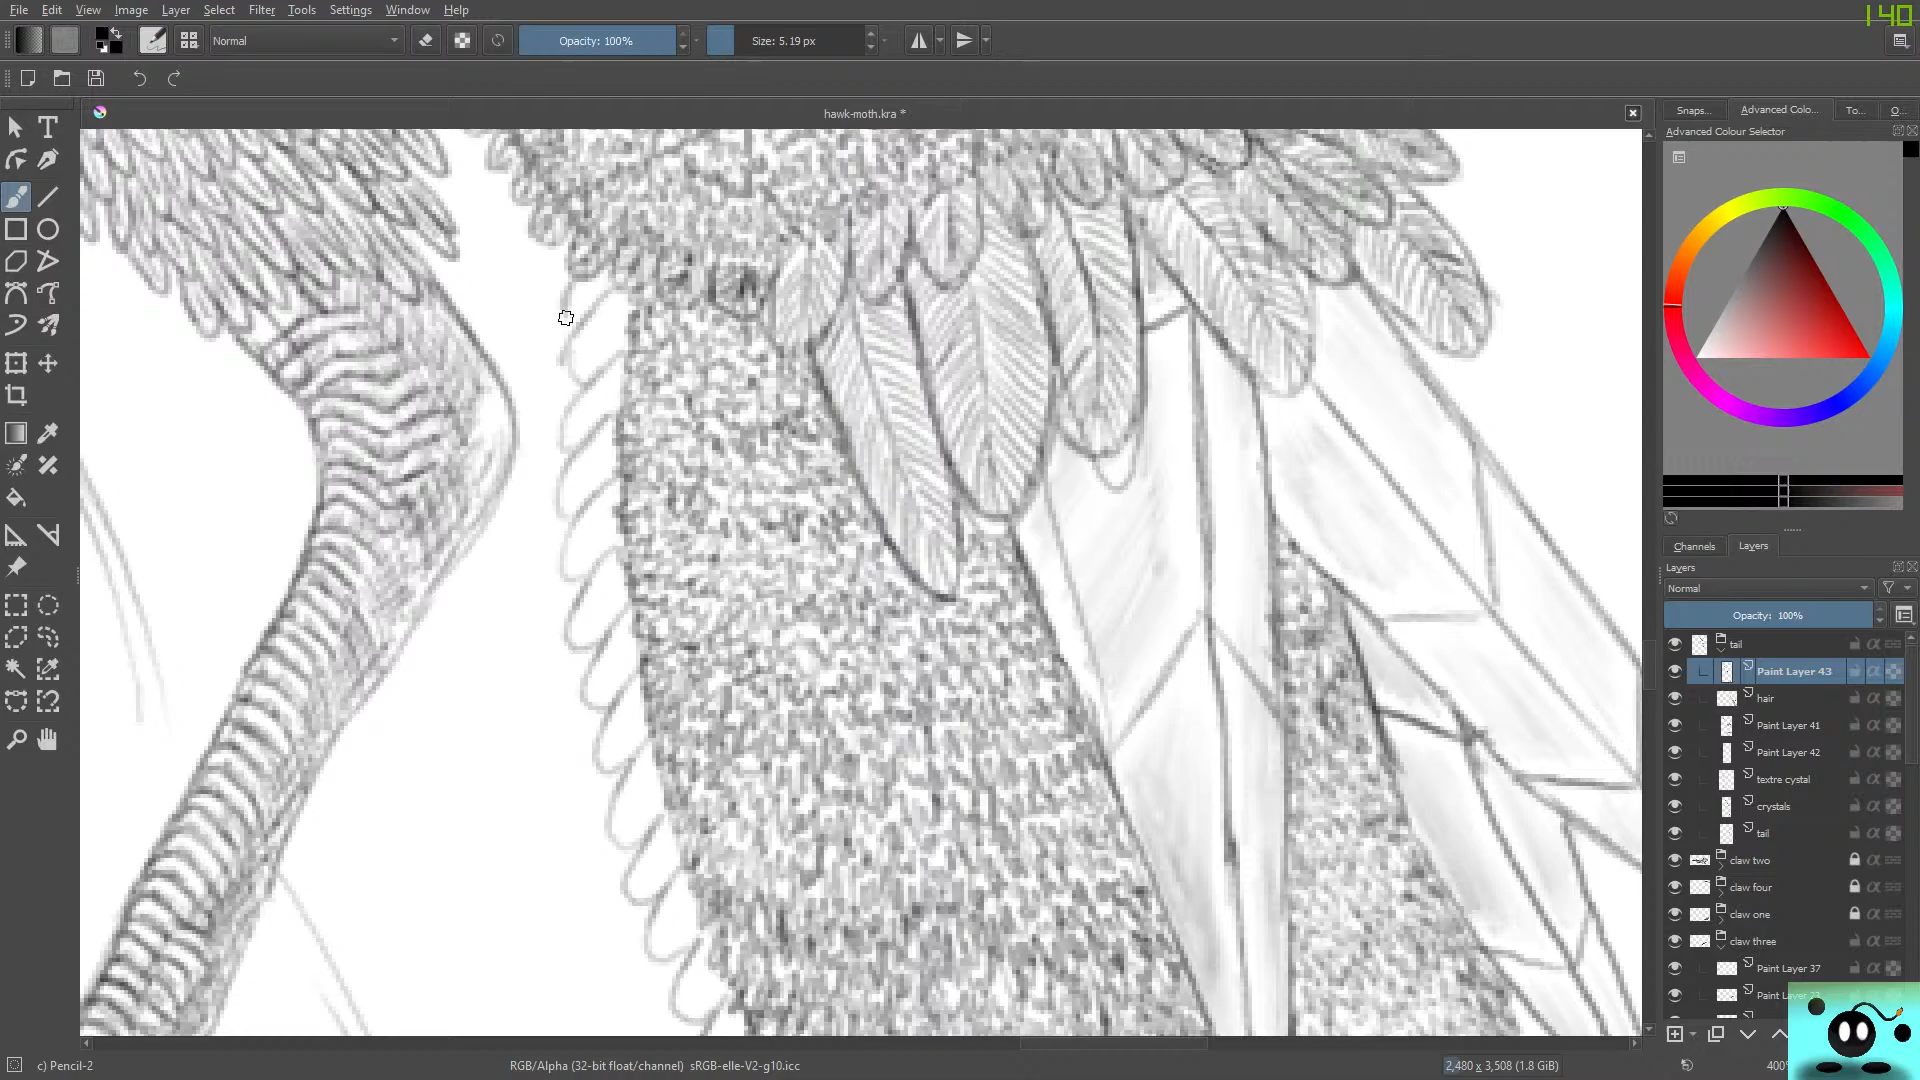 File Edit View Image Layer Select Filter Tools Settings Window Help
140
Normal
Opacity: 100%
Size: 5.19 px
hawk-moth.kra *
Snaps... Advanced Colo... To... O...
Advanced Colour Selector
Channels Layers
Layers
Normal
Opacity: 100%
tail
Paint Layer 43
hair
Paint Layer 41
Paint Layer 42
textre cystal
crystals
tail
claw two
claw four
claw one
claw three
Paint Layer 37
Paint Layer
c) Pencil-2
RGB/Alpha (32-bit float/channel) sRGB-elle-V2-g10.icc
2,480 x 3,508 (1.8 GiB)
400%